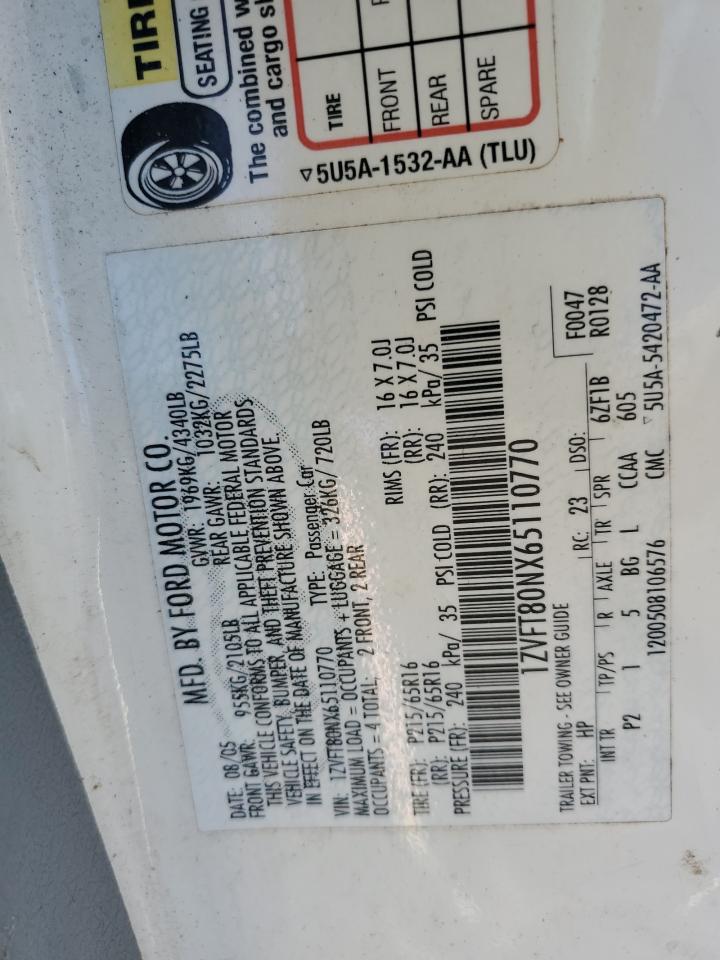 TIRE
SEATING
The combined w
and cargo sh
TIRE
FRONT
REAR
SPARE
▽5U5A-1532-AA (TLU)
MFD. BY FORD MOTOR CO.
DATE: 08/05 GVWR: 1969KG/4340LB
FRONT GAWR: 955KG/2105LB REAR GAWR: 1032KG/2275LB
THIS VEHICLE CONFORMS TO ALL APPLICABLE FEDERAL MOTOR
VEHICLE SAFETY, BUMPER, AND THEFT PREVENTION STANDARDS
IN EFFECT ON THE DATE OF MANUFACTURE SHOWN ABOVE.
VIN: 1ZVFT80NX65110770 TYPE: Passenger Car
MAXIMUM LOAD = OCCUPANTS + LUGGAGE = 326KG/ 720LB
OCCUPANTS = 4 TOTAL, 2 FRONT, 2 REAR
TIRE (FR): P215/65R16 RIMS (FR): 16 X 7.0J
(RR): P215/65R16 (RR): 16 X 7.0J
PRESSURE (FR): 240 kPa/ 35 PSI COLD (RR): 240 kPa/ 35 PSI COLD
1ZVFT80NX65110770
TRAILER TOWING - SEE OWNER GUIDE F0047
EXT PNT: HP RC: 23 DSO: R0128
INT TR TP/PS R AXLE TR SPR 6ZF1B
P2 1 5 BG L CCAA 605
1200508106576 CMC ▽5U5A-5420472-AA